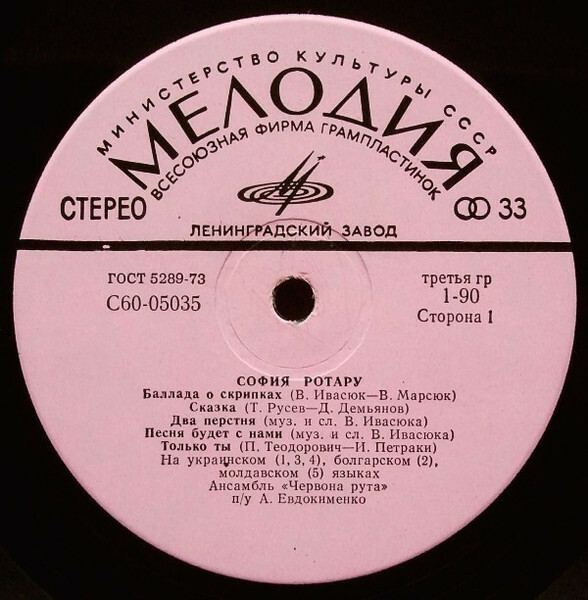 МИНИСТЕРСТВО КУЛЬТУРЫ СССР
МЕЛОДИЯ
ВСЕСОЮЗНАЯ ФИРМА ГРАМПЛАСТИНОК
СТЕРЕО
33
ЛЕНИНГРАДСКИЙ ЗАВОД
ГОСТ 5289-73
С60-05035
третья гр
1-90
Сторона 1
СОФИЯ РОТАРУ
Баллада о скрипках (В. Ивасюк—В. Марсюк)
Сказка (Т. Русев—Д. Демьянов)
Два перстня (муз. и сл. В. Ивасюка)
Песня будет с нами (муз. и сл. В. Ивасюка)
Только ты (П. Теодорович—И. Петраки)
На украинском (1, 3, 4), болгарском (2),
молдавском (5) языках
Ансамбль «Червона рута»
п/у А. Евдокименко